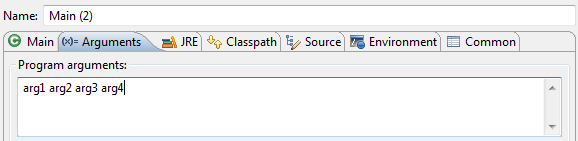 Name: Main (2)
Main (x)= Arguments JRE Classpath Source Environment Common
Program arguments:
arg1 arg2 arg3 arg4